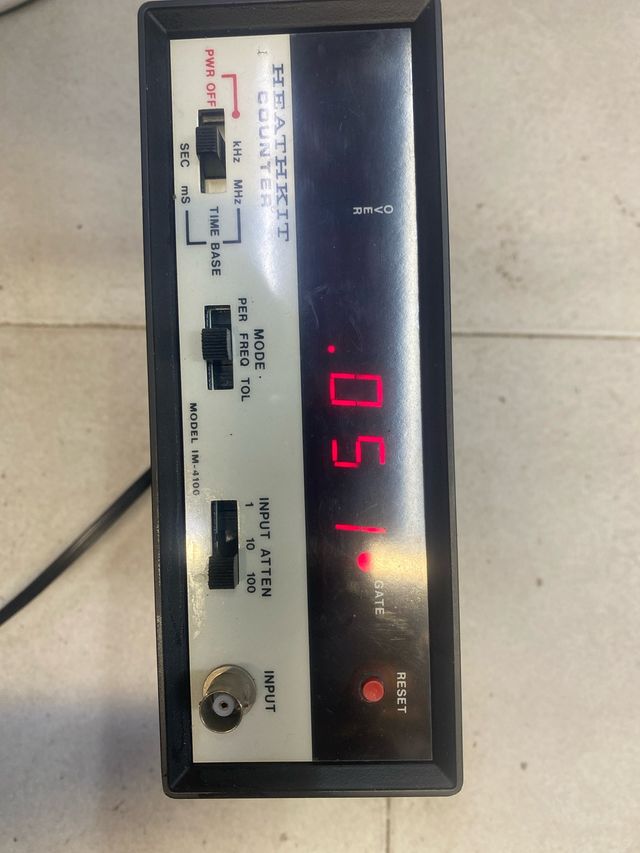 OVER
.051
GATE
RESET
HEATHKIT
COUNTER
PWR OFF
kHz MHz
TIME BASE
SEC mS
MODE
PER FREQ TOL
MODEL IM-4100
INPUT ATTEN
1 10 100
INPUT